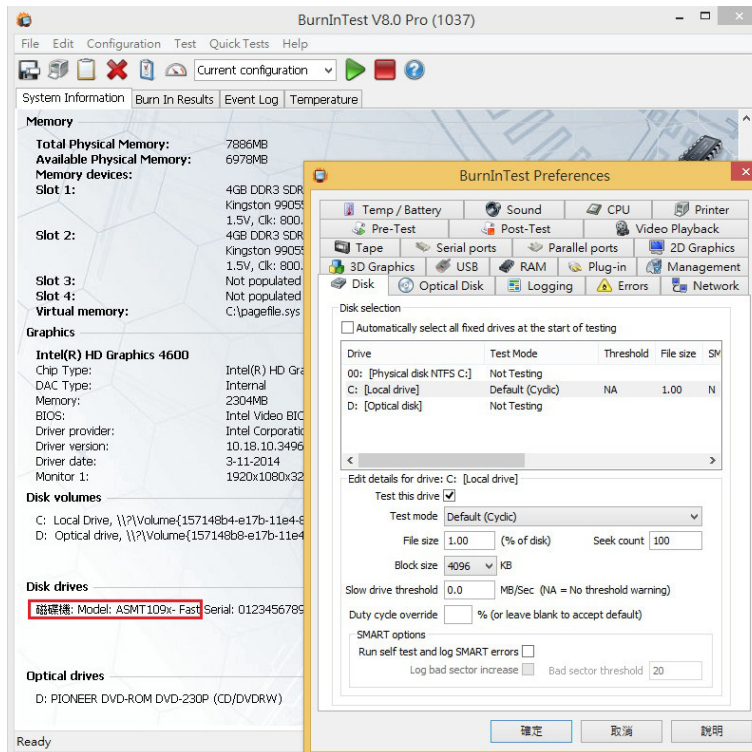 BurnInTest V8.0 Pro (1037)
File Edit Configuration Test Quick Tests Help
Current configuration
System Information Burn In Results Event Log Temperature
Memory
Total Physical Memory: 7886MB
Available Physical Memory: 6978MB
Memory devices:
Slot 1: 4GB DDR3 SDR
Kingston 9905
1.5V, Clk: 800.
Slot 2: 4GB DDR3 SDR
Kingston 9905
1.5V, Clk: 800.
Slot 3: Not populated
Slot 4: Not populated
Virtual memory: C:\pagefile.sys
Graphics
Intel(R) HD Graphics 4600
Chip Type: Intel(R) HD Gra
DAC Type: Internal
Memory: 2304MB
BIOS: Intel Video BIO
Driver provider: Intel Corporatio
Driver version: 10.18.10.3496
Driver date: 3-11-2014
Monitor 1: 1920x1080x32
Disk volumes
C: Local Drive, \\?\Volume{157148b4-e17b-11e4-8
D: Optical drive, \\?\Volume{157148b8-e17b-11e4
Disk drives
磁碟機: Model: ASMT109x- Fast Serial: 0123456789
Optical drives
D: PIONEER DVD-ROM DVD-230P (CD/DVDRW)
Ready
BurnInTest Preferences
Temp / Battery Sound CPU Printer
Pre-Test Post-Test Video Playback
Tape Serial ports Parallel ports 2D Graphics
3D Graphics USB RAM Plug-in Management
Disk Optical Disk Logging Errors Network
Disk selection
Automatically select all fixed drives at the start of testing
Drive Test Mode Threshold File size SM
00: [Physical disk NTFS C:] Not Testing
C: [Local drive] Default (Cyclic) NA 1.00 N
D: [Optical disk] Not Testing
Edit details for drive: C: [Local drive]
Test this drive
Test mode Default (Cyclic)
File size 1.00 (% of disk) Seek count 100
Block size 4096 KB
Slow drive threshold 0.0 MB/Sec (NA = No threshold warning)
Duty cycle override % (or leave blank to accept default)
SMART options
Run self test and log SMART errors
Log bad sector increase Bad sector threshold 20
確定 取消 說明